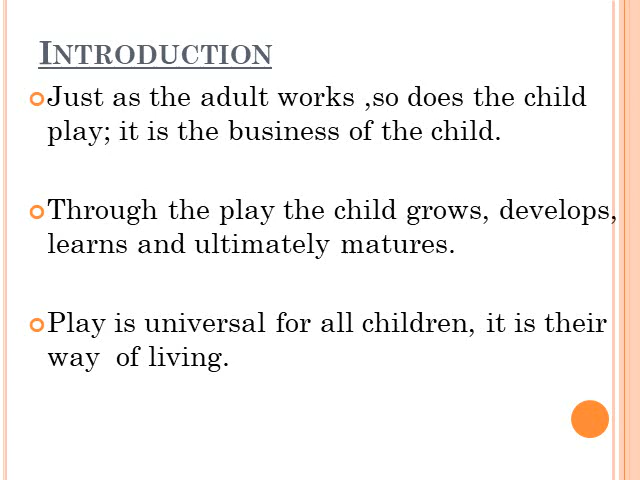 INTRODUCTION
Just as the adult works ,so does the child
play; it is the business of the child.
Through the play the child grows, develops,
learns and ultimately matures.
Play is universal for all children, it is their
way  of living.